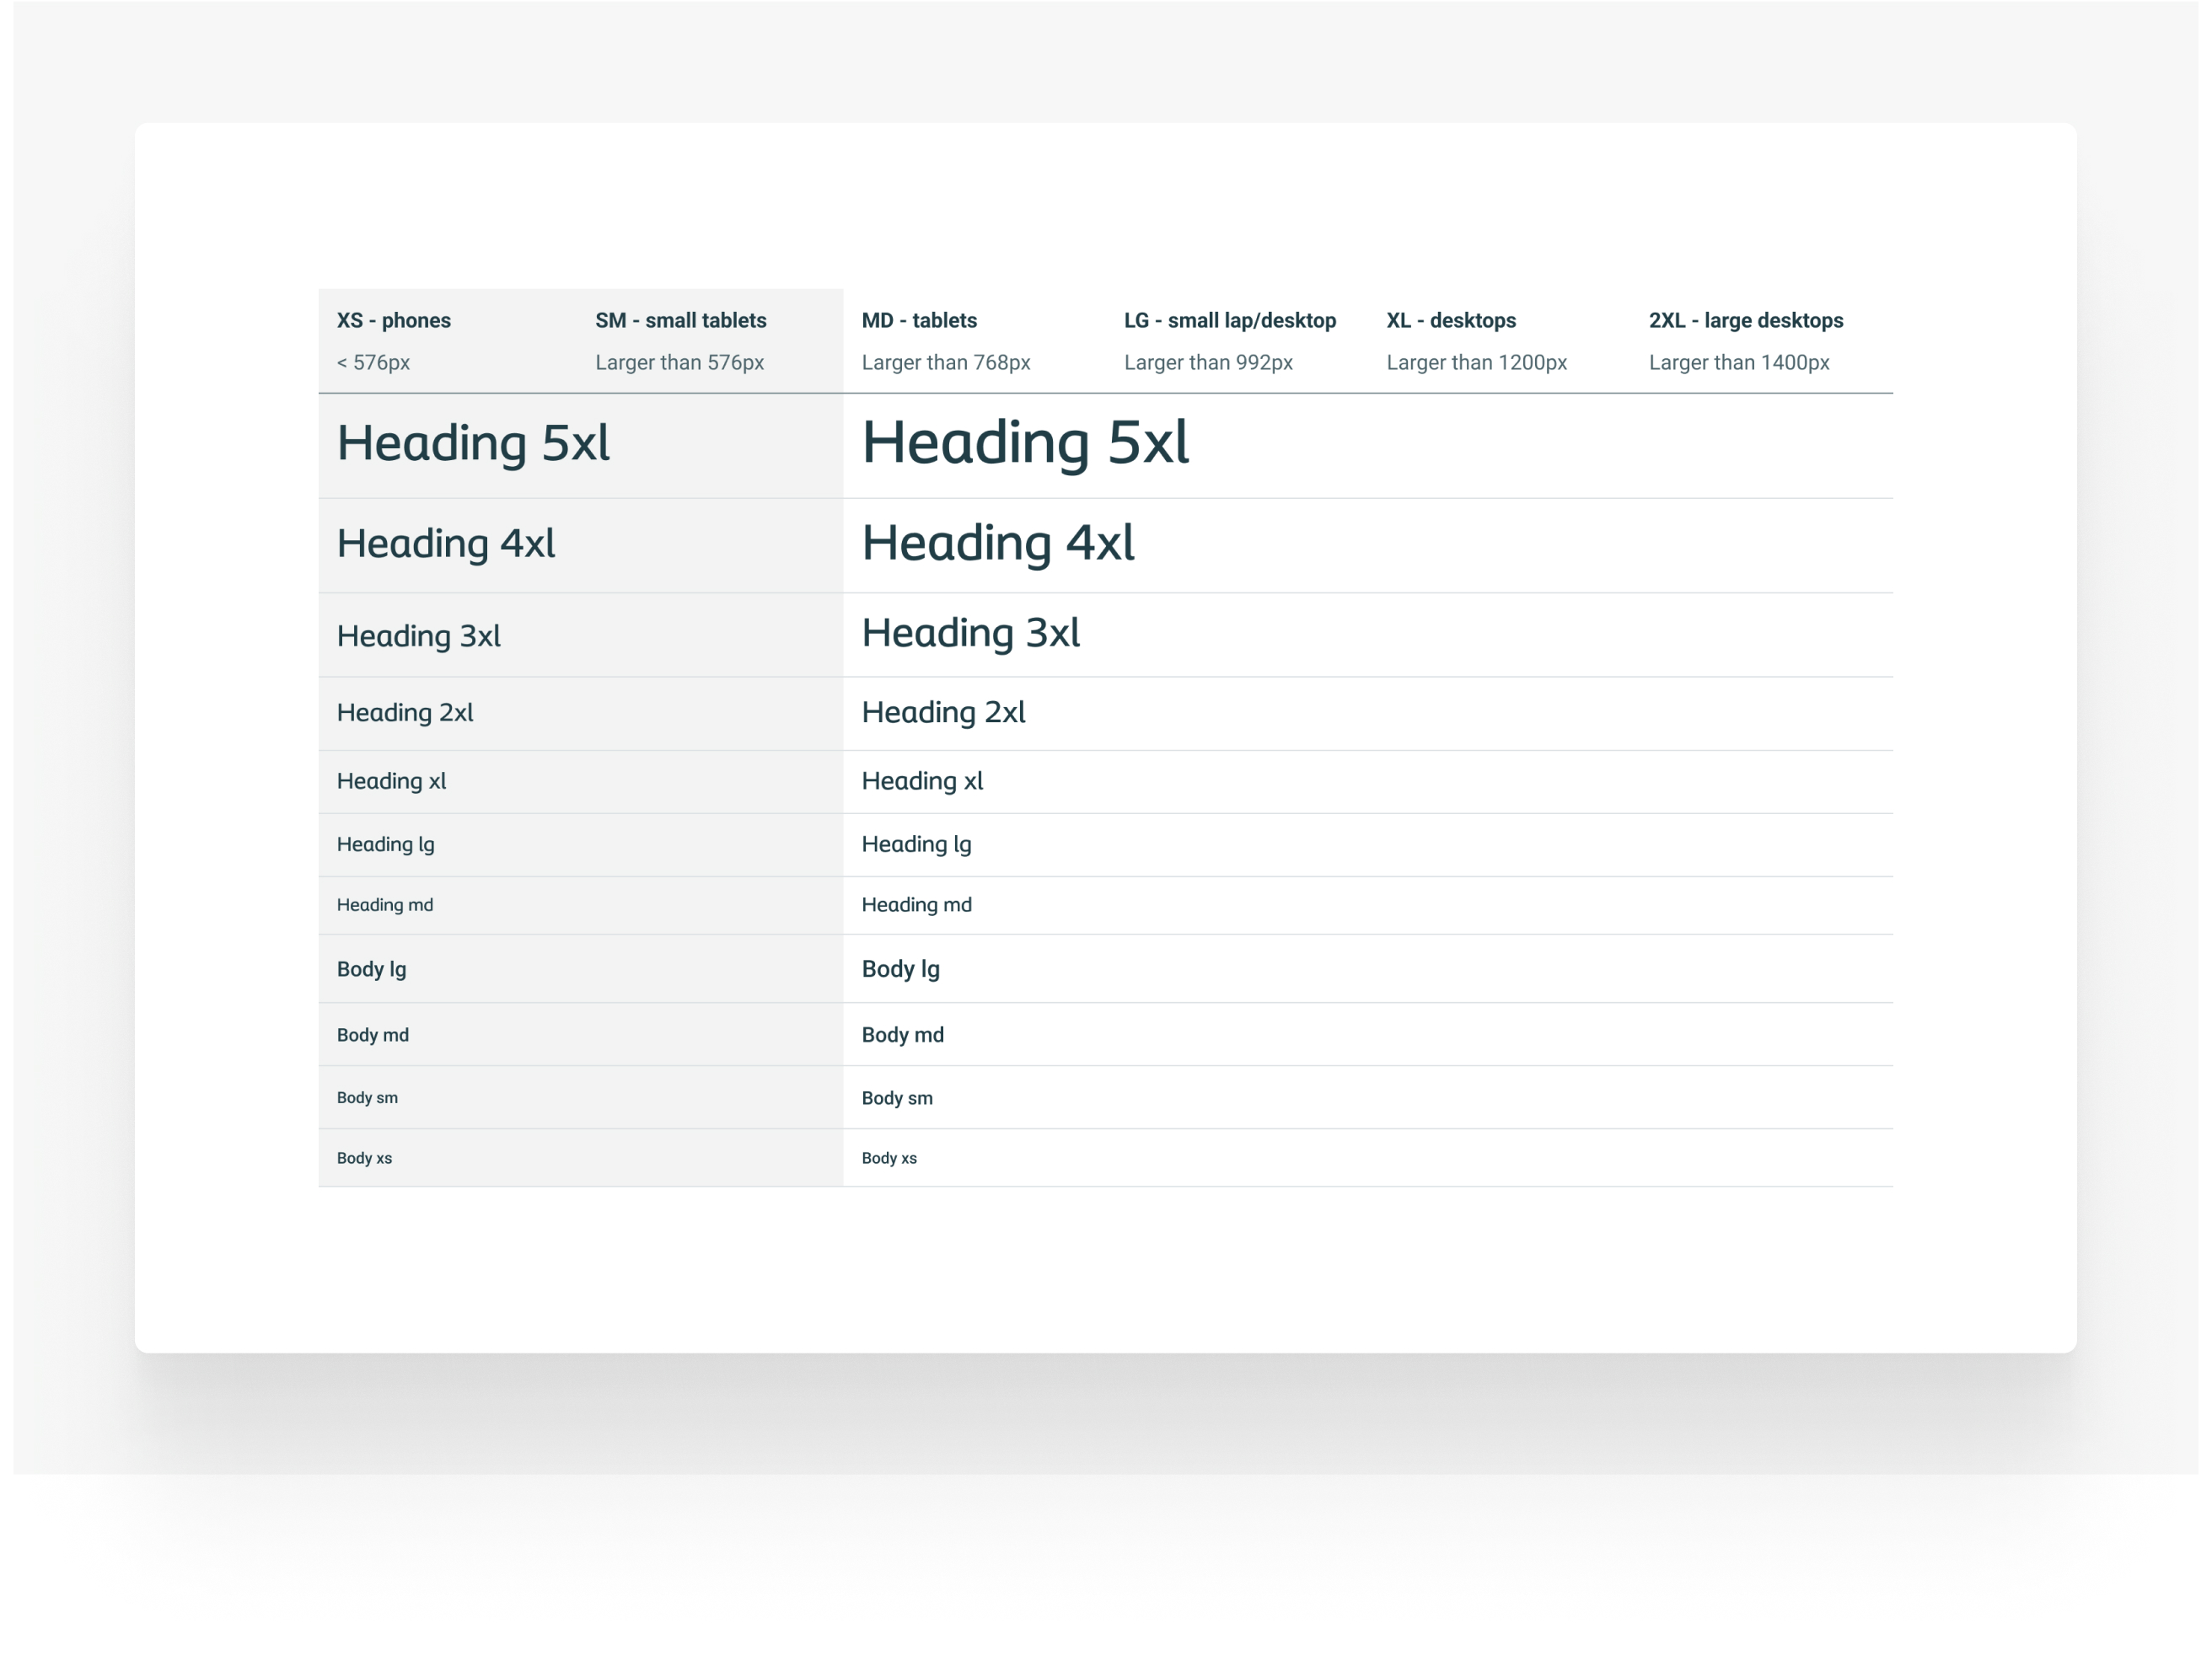 XS - phones
SM - small tablets
MD - tablets
LG - small lap/desktop
XL - desktops
2XL - large desktops
< 576px
Larger than 576px
Larger than 768px
Larger than 992px
Larger than 1200px
Larger than 1400px
Heading 5xl
Heading 5xl
Heading 4xl
Heading 4xl
Heading 3xl
Heading 3xl
Heading 2xl
Heading 2xl
Heading xl
Heading xl
Heading lg
Heading lg
Heading md
Heading md
Body lg
Body lg
Body md
Body md
Body sm
Body sm
Body xs
Body xs